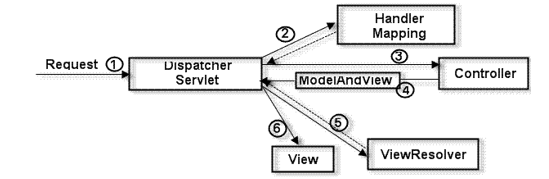 Handler
Mapping
②
③
Request ①
Dispatcher
Servlet
ModelAndView
④
Controller
⑥
⑤
View
ViewResolver